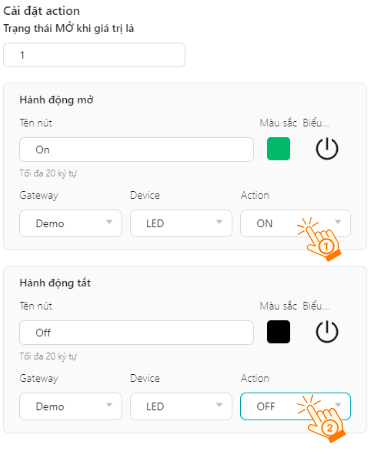 Cài đặt action
Trạng thái MỞ khi giá trị là
1
Hành động mở
Tên nút Màu sắc Biểu...
On
Tối đa 20 ký tự
Gateway Device Action
Demo LED ON
1
Hành động tắt
Tên nút Màu sắc Biểu...
Off
Tối đa 20 ký tự
Gateway Device Action
Demo LED OFF
2